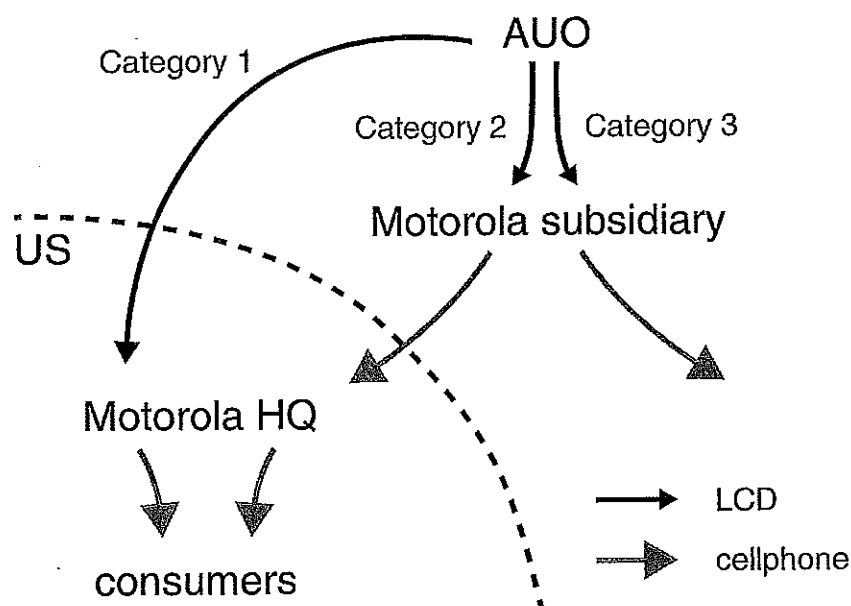 AUO
Category 1
Category 2
Category 3
Motorola subsidiary
US
Motorola HQ
LCD
cellphone
consumers